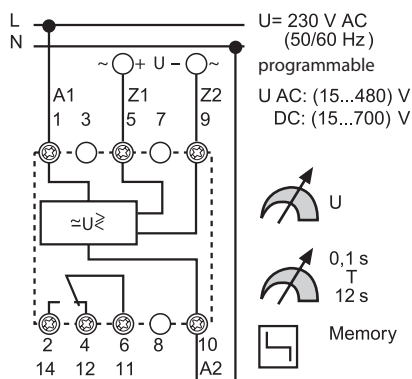 L
U= 230 V AC
N
(50/60 Hz)
~ + U - ~
programmable
A1 Z1 Z2
U AC: (15...480) V
1 3 5 7 9
DC: (15...700) V
≃U≷
U
0,1 s
T
12 s
2 4 6 8 10
Memory
14 12 11 A2